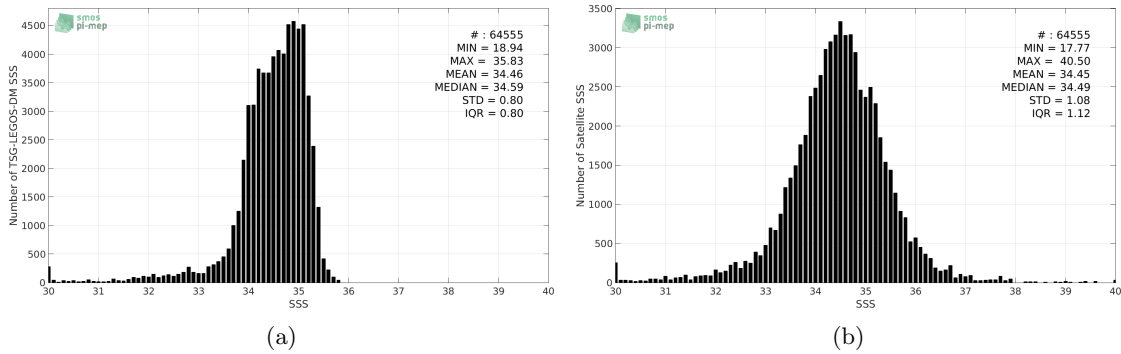 smos
pi-mep
# : 64555
MIN = 18.94
MAX = 35.83
MEAN = 34.46
MEDIAN = 34.59
STD = 0.80
IQR = 0.80
Number of TSG-LEGOS-DM SSS
4500
4000
3500
3000
2500
2000
1500
1000
500
0
30 31 32 33 34 35 36 37 38 39 40
SSS
(a)
smos
pi-mep
# : 64555
MIN = 17.77
MAX = 40.50
MEAN = 34.45
MEDIAN = 34.49
STD = 1.08
IQR = 1.12
Number of Satellite SSS
3500
3000
2500
2000
1500
1000
500
0
30 31 32 33 34 35 36 37 38 39 40
SSS
(b)